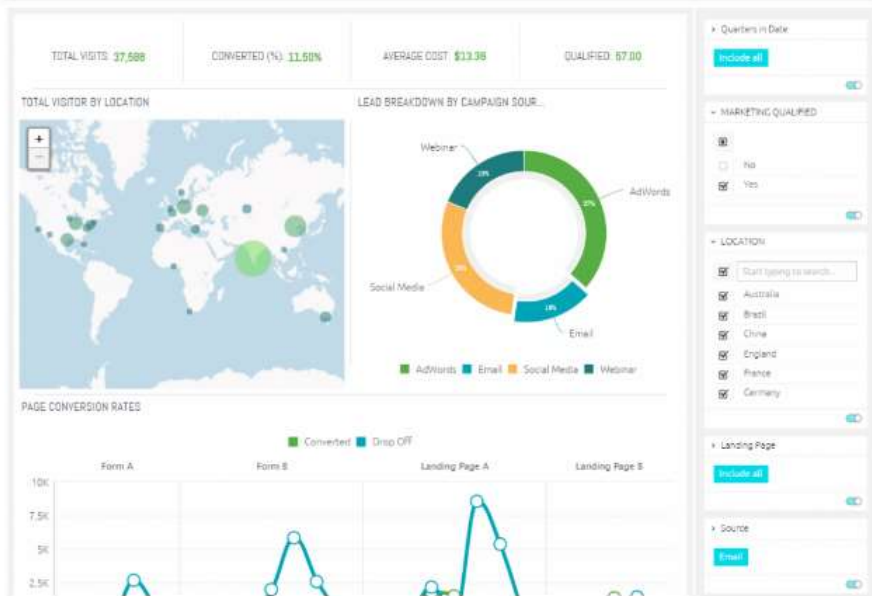 TOTAL VISITS: 37,588
CONVERTED (%): 11.50%
AVERAGE COST: $13.36
QUALIFIED: 57.00
TOTAL VISITOR BY LOCATION
+
-
LEAD BREAKDOWN BY CAMPAIGN SOUR...
Webinar
AdWords
37%
Social Media
Email
AdWords Email Social Media Webinar
PAGE CONVERSION RATES
Converted Drop Off
Form A Form B Landing Page A Landing Page B
10K
7.5K
5K
2.5K
Quarters in Date
Include all
MARKETING QUALIFIED
No
Yes
LOCATION
Start typing to search...
Australia
Brazil
China
England
France
Germany
Landing Page
Include all
Source
Email